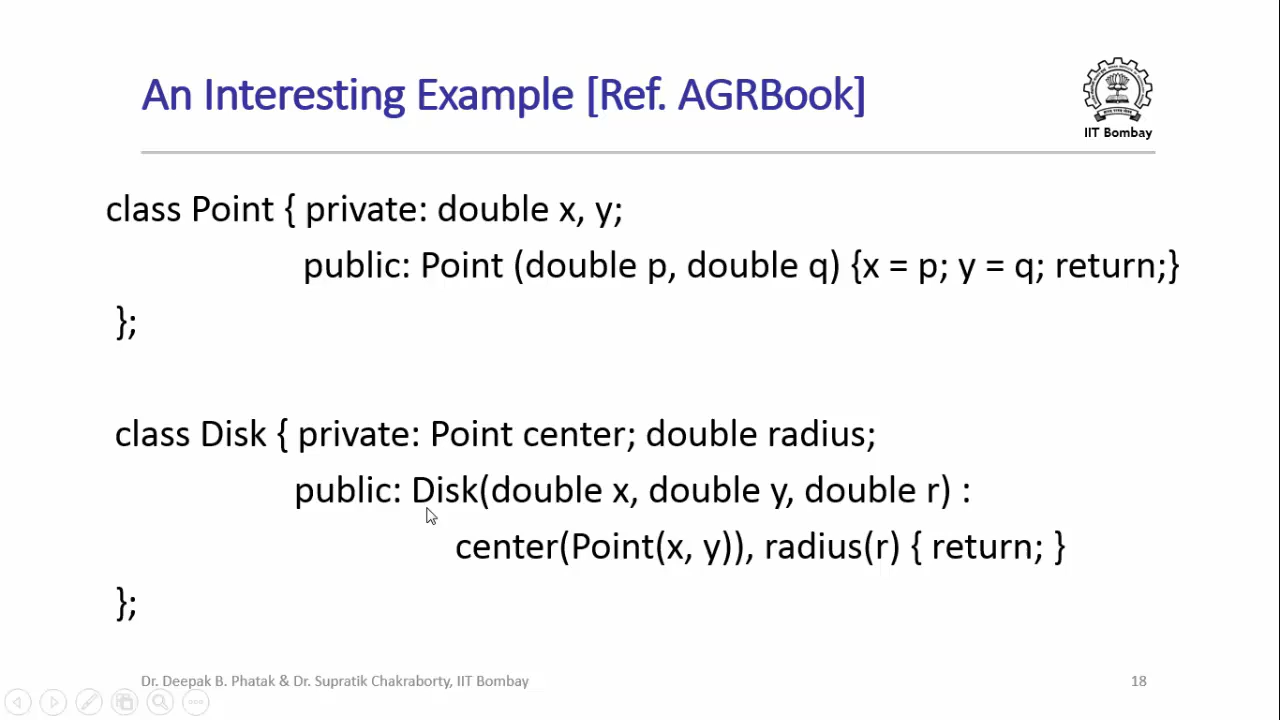 An Interesting Example [Ref. AGRBook]
IIT Bombay
class Point { private: double x, y;
public: Point (double p, double q) {x = p; y = q; return;}
};
class Disk { private: Point center; double radius;
public: Disk(double x, double y, double r) :
center(Point(x, y)), radius(r) { return; }
};
Dr. Deepak B. Phatak & Dr. Supratik Chakraborty, IIT Bombay
18